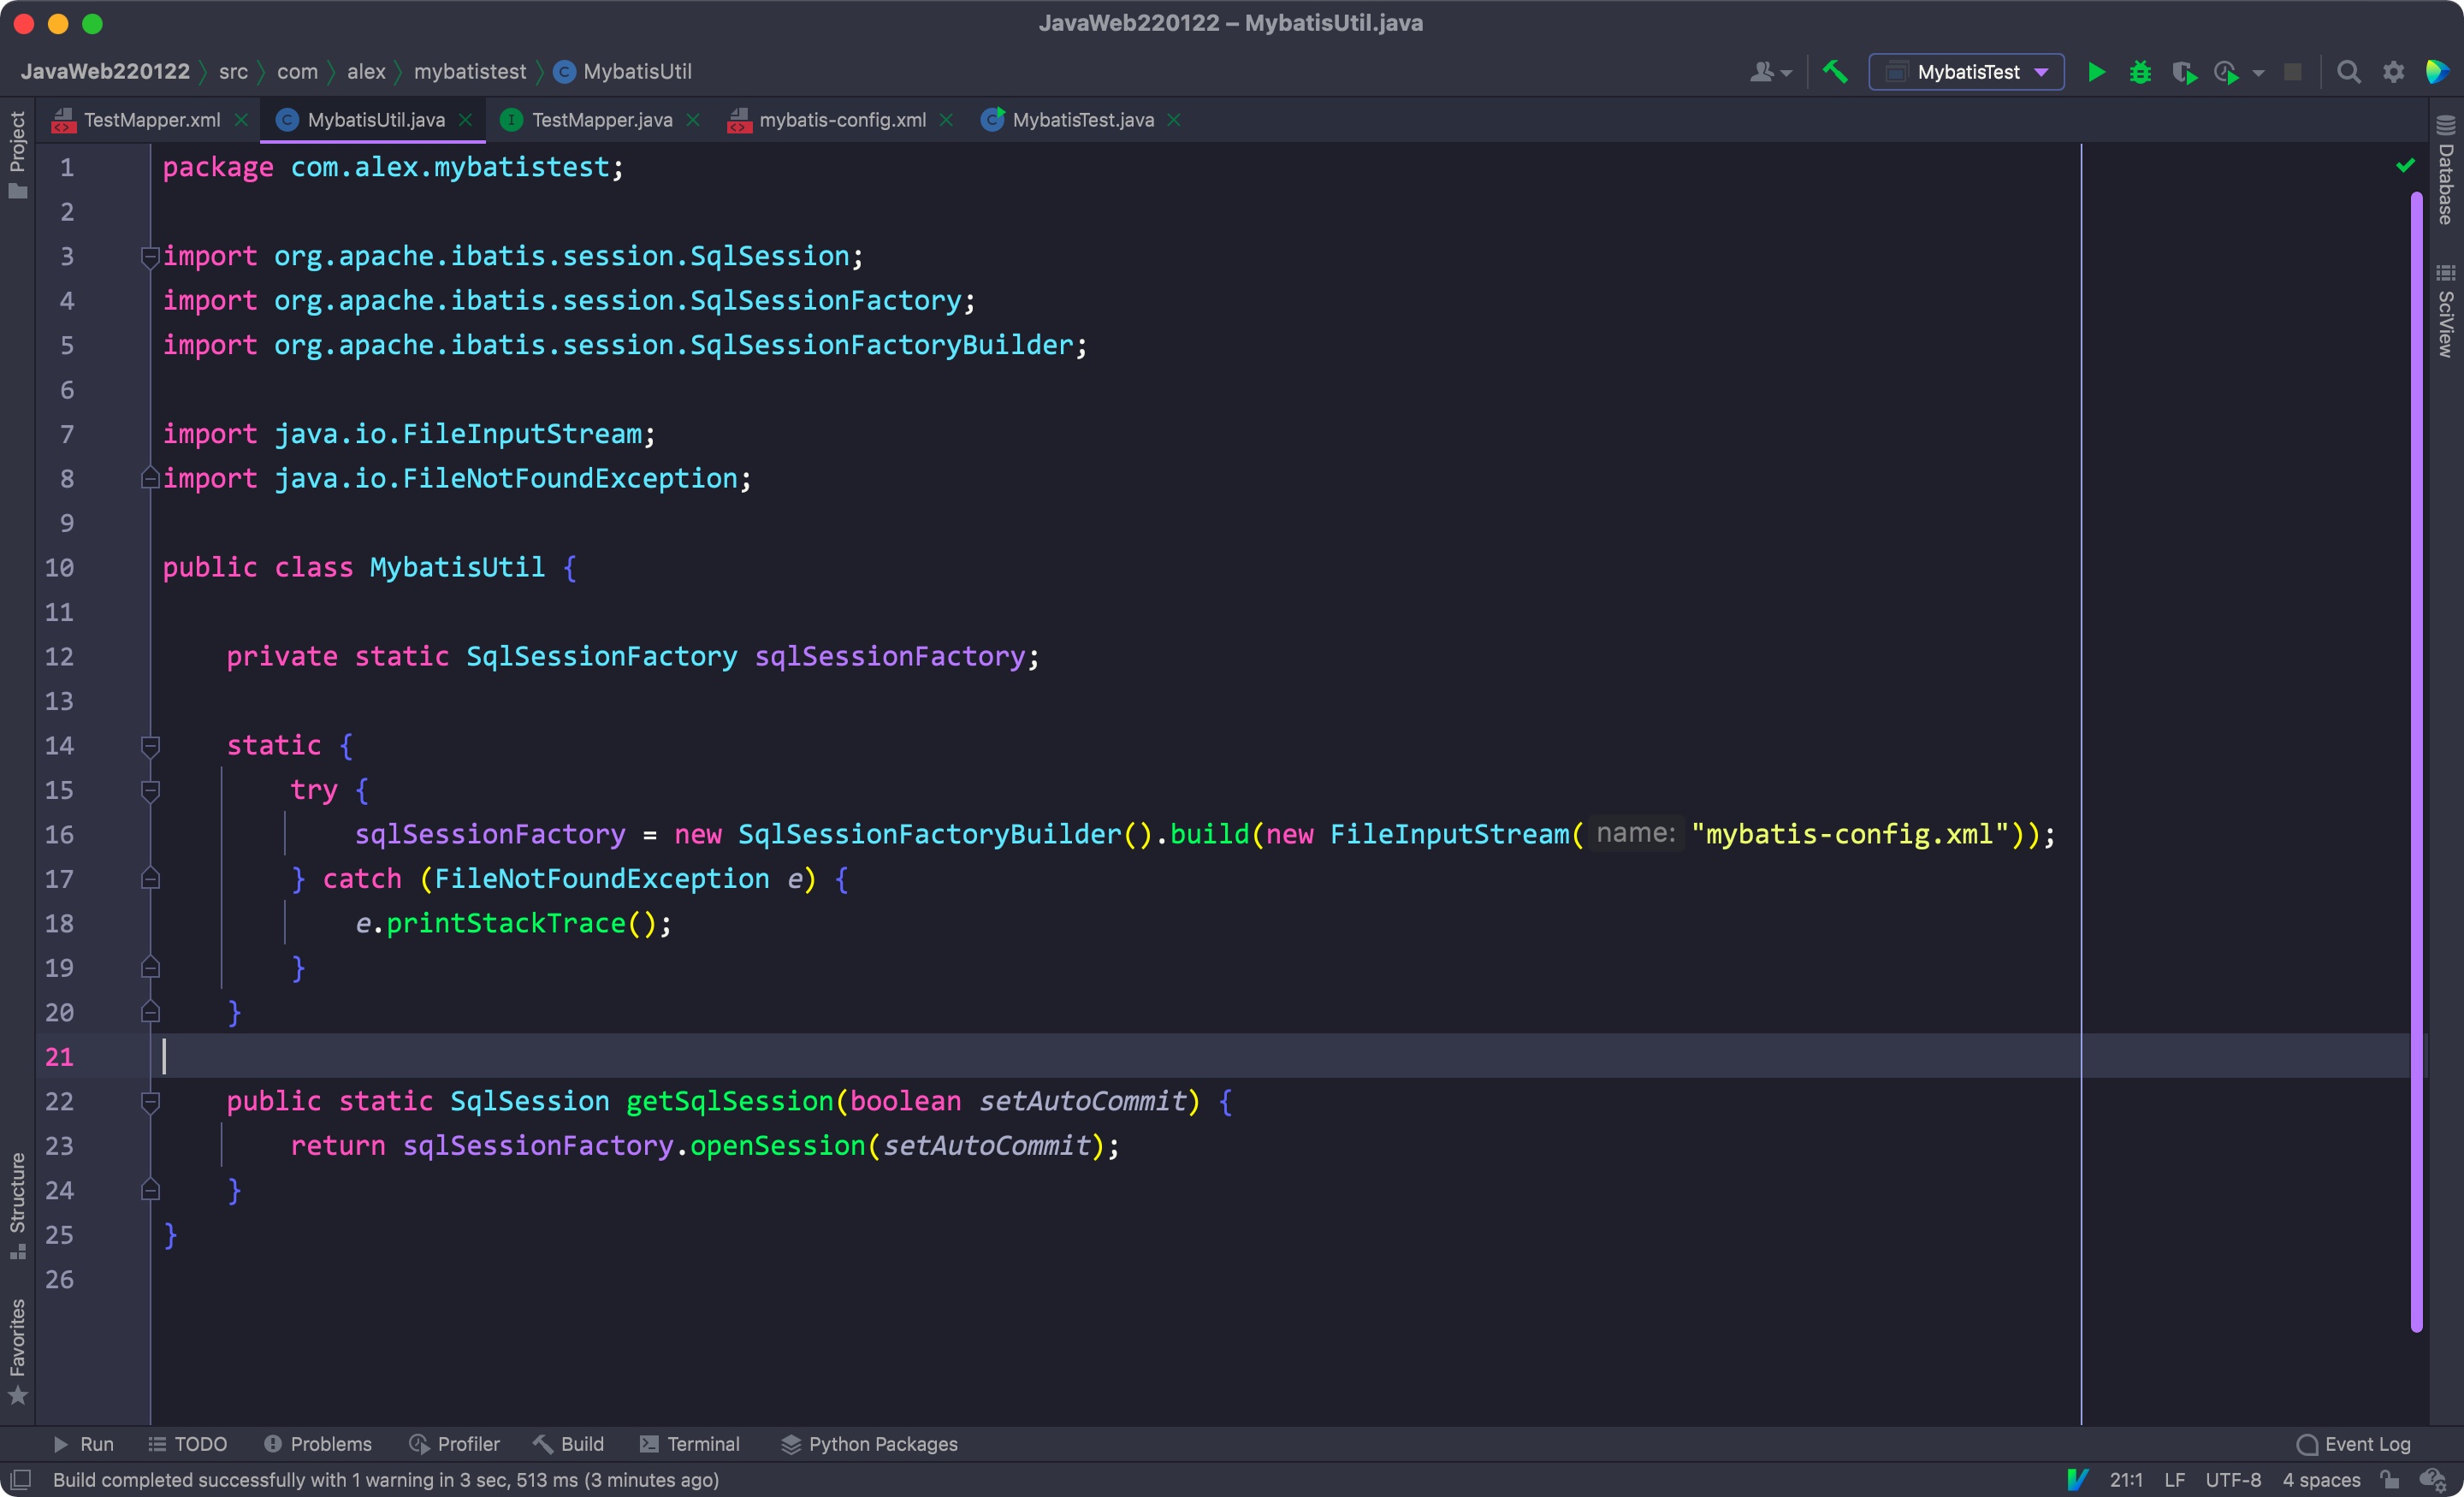 JavaWeb220122 – MybatisUtil.java
JavaWeb220122 src com alex mybatistest MybatisUtil
MybatisTest
TestMapper.xml MybatisUtil.java TestMapper.java mybatis-config.xml MybatisTest.java
Project
Structure
Favorites
Database
SciView
1 package com.alex.mybatistest;
2
3 import org.apache.ibatis.session.SqlSession;
4 import org.apache.ibatis.session.SqlSessionFactory;
5 import org.apache.ibatis.session.SqlSessionFactoryBuilder;
6
7 import java.io.FileInputStream;
8 import java.io.FileNotFoundException;
9
10 public class MybatisUtil {
11
12     private static SqlSessionFactory sqlSessionFactory;
13
14     static {
15         try {
16             sqlSessionFactory = new SqlSessionFactoryBuilder().build(new FileInputStream( name: "mybatis-config.xml"));
17         } catch (FileNotFoundException e) {
18             e.printStackTrace();
19         }
20     }
21
22     public static SqlSession getSqlSession(boolean setAutoCommit) {
23         return sqlSessionFactory.openSession(setAutoCommit);
24     }
25 }
26
Run TODO Problems Profiler Build Terminal Python Packages Event Log
Build completed successfully with 1 warning in 3 sec, 513 ms (3 minutes ago) 21:1 LF UTF-8 4 spaces